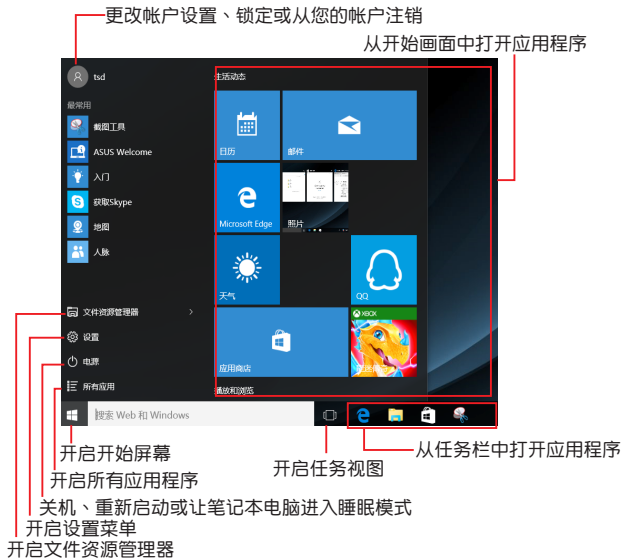 更改帐户设置、锁定或从您的帐户注销
从开始画面中打开应用程序
tsd
生活动态
最常用
截图工具
ASUS Welcome
入门
获取Skype
地图
人脉
日历
邮件
Microsoft Edge
照片
天气
QQ
XBOX
应用商店
播放和浏览
文件资源管理器
设置
电源
所有应用
搜索 Web 和 Windows
开启开始屏幕
开启任务视图
从任务栏中打开应用程序
开启所有应用程序
关机、重新启动或让笔记本电脑进入睡眠模式
开启设置菜单
开启文件资源管理器